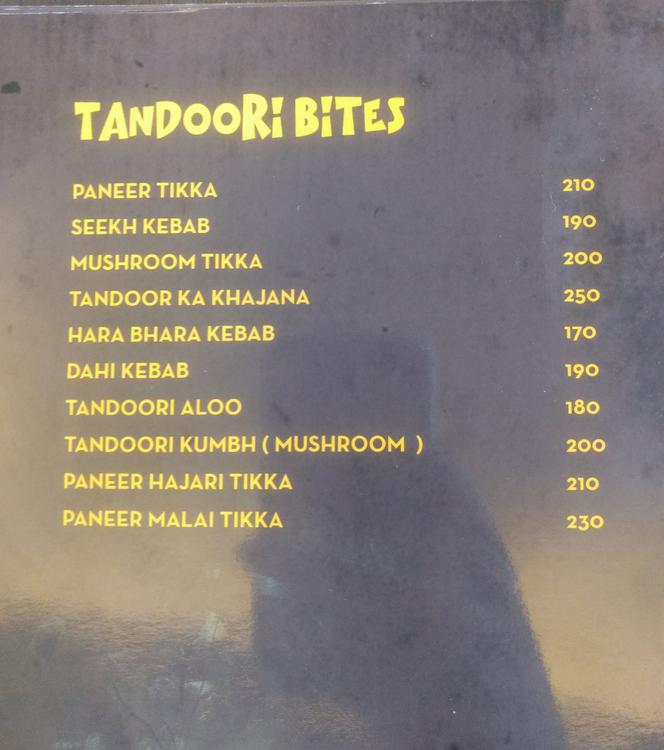 TANDOORI BITES
PANEER TIKKA 210
SEEKH KEBAB 190
MUSHROOM TIKKA 200
TANDOOR KA KHAJANA 250
HARA BHARA KEBAB 170
DAHI KEBAB 190
TANDOORI ALOO 180
TANDOORI KUMBH ( MUSHROOM ) 200
PANEER HAJARI TIKKA 210
PANEER MALAI TIKKA 230